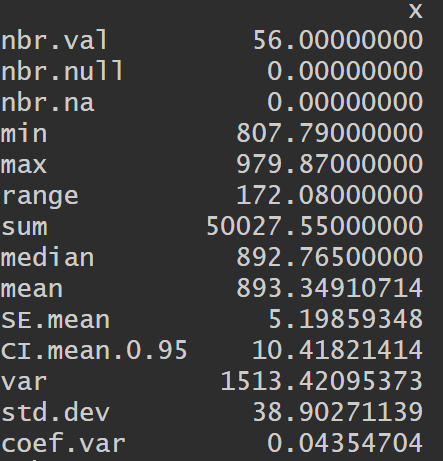 x
nbr.val 56.00000000
nbr.null 0.00000000
nbr.na 0.00000000
min 807.79000000
max 979.87000000
range 172.08000000
sum 50027.55000000
median 892.76500000
mean 893.34910714
SE.mean 5.19859348
CI.mean.0.95 10.41821414
var 1513.42095373
std.dev 38.90271139
coef.var 0.04354704